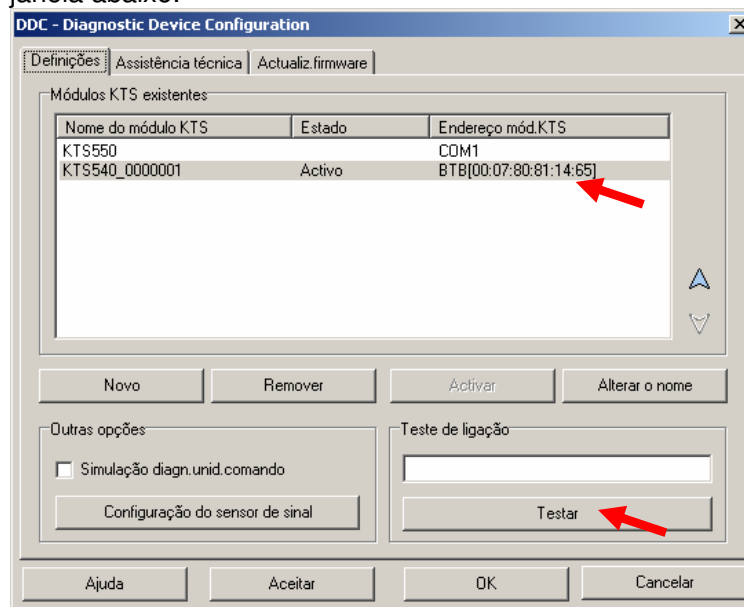 janela abaixo:
DDC - Diagnostic Device Configuration
Definições Assistência técnica Actualiz.firmware
Módulos KTS existentes
Nome do módulo KTS Estado Endereço mód.KTS
KTS550 COM1
KTS540_0000001 Activo BTB[00:07:80:81:14:65]
Novo Remover Activar Alterar o nome
Outras opções Teste de ligação
Simulação diagn.unid.comando
Configuração do sensor de sinal Testar
Ajuda Aceitar OK Cancelar